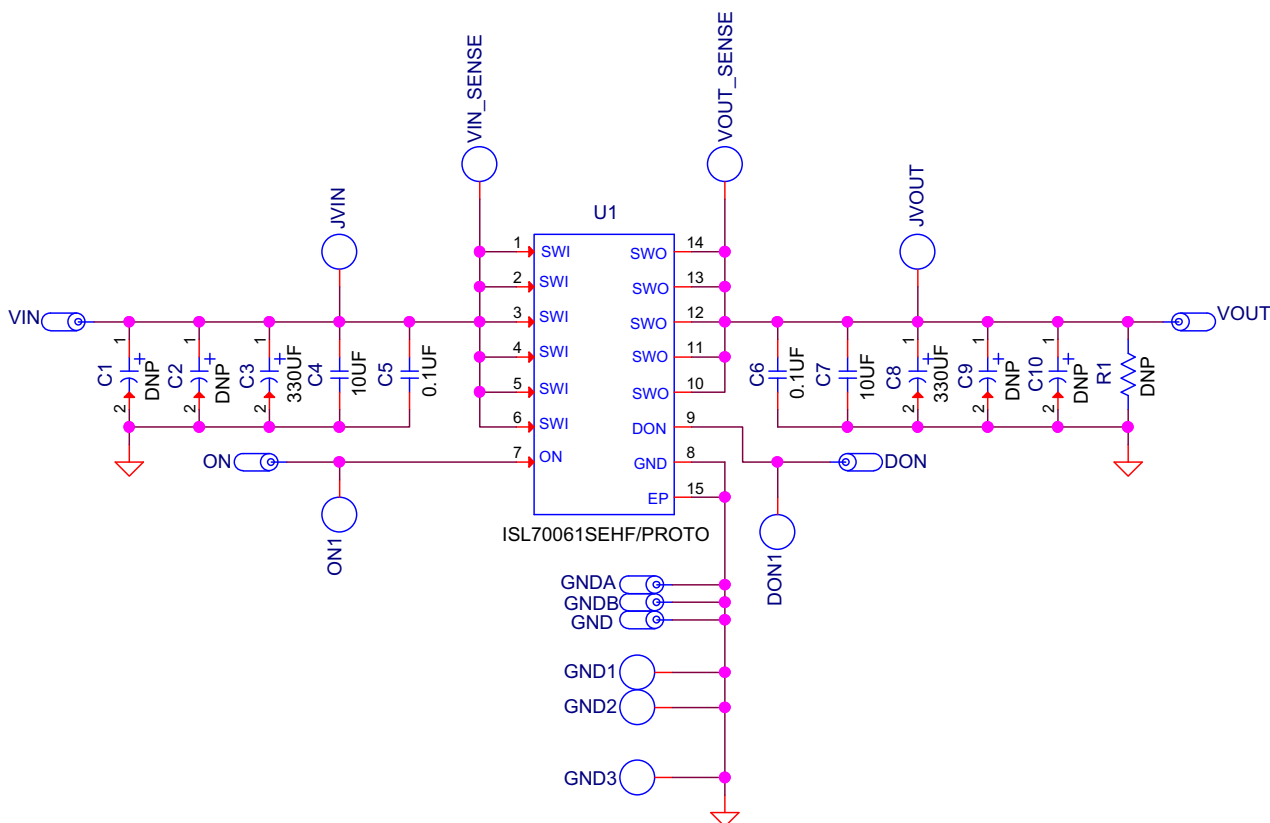 VIN_SENSE
VOUT_SENSE
JVIN
JVOUT
U1
1 SWI
2 SWI
3 SWI
4 SWI
5 SWI
6 SWI
7 ON
SWO 14
SWO 13
SWO 12
SWO 11
SWO 10
DON 9
GND 8
EP 15
ISL70061SEHF/PROTO
VIN
1 C1 DNP 2
1 C2 DNP 2
1 C3 330UF 2
C4 10UF
C5 0.1UF
C6 0.1UF
C7 10UF
1 C8 330UF 2
1 C9 DNP 2
1 C10 DNP 2
R1 DNP
VOUT
ON
ON1
DON
DON1
GNDA
GNDB
GND
GND1
GND2
GND3